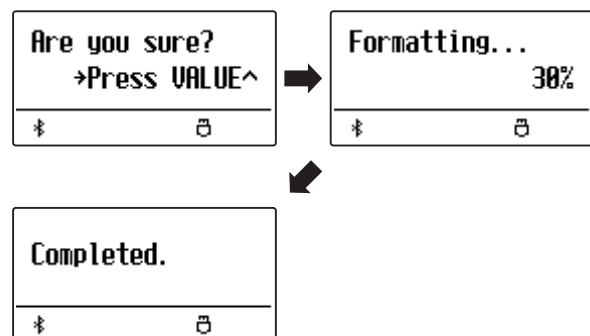 Are you sure?
→Press VALUE^
Formatting...
30%
Completed.